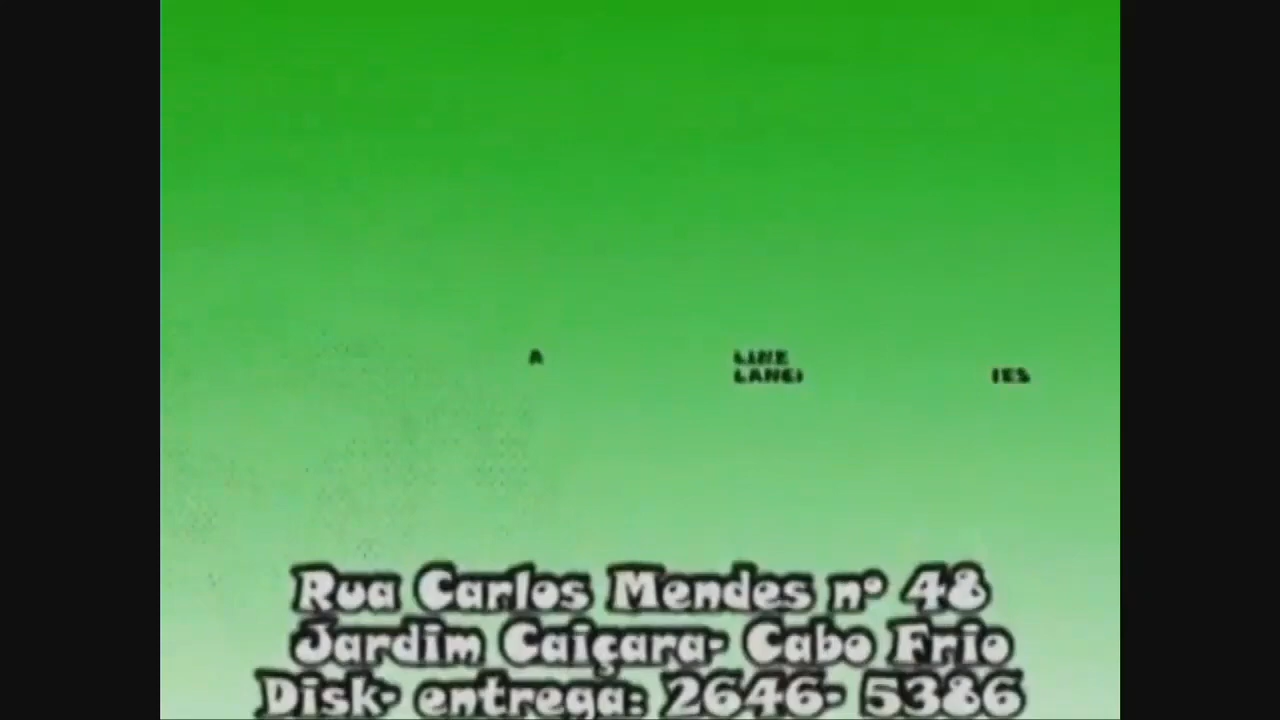 A
Rua Carlos Mendes nº 48
Jardim Caiçara- Cabo Frio
Disk- entrega: 2646- 5386